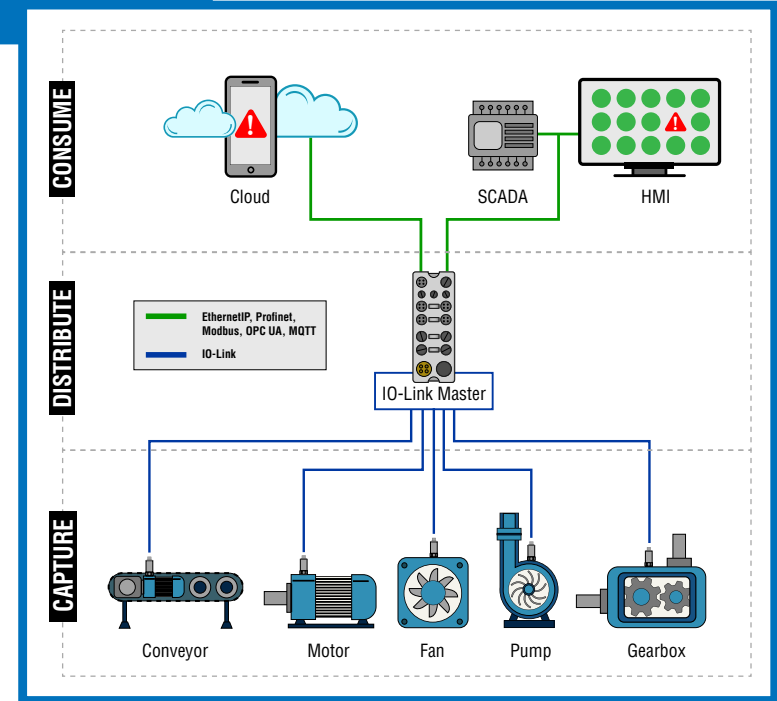 CONSUME
Cloud
SCADA
HMI
DISTRIBUTE
EthernetIP, Profinet,
Modbus, OPC UA, MQTT
IO-Link
IO-Link Master
CAPTURE
Conveyor
Motor
Fan
Pump
Gearbox